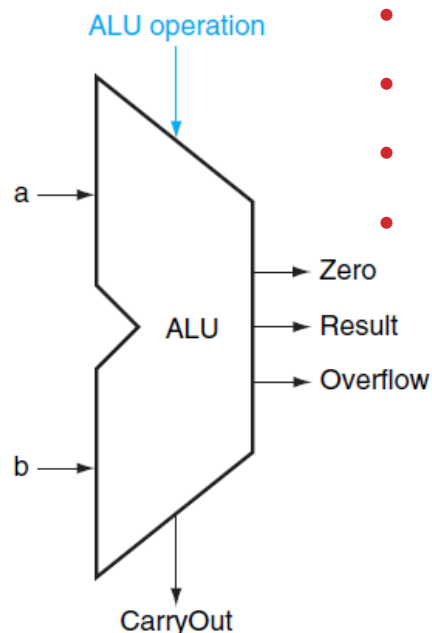 ALU operation
a
Zero
ALU
Result
Overflow
b
CarryOut